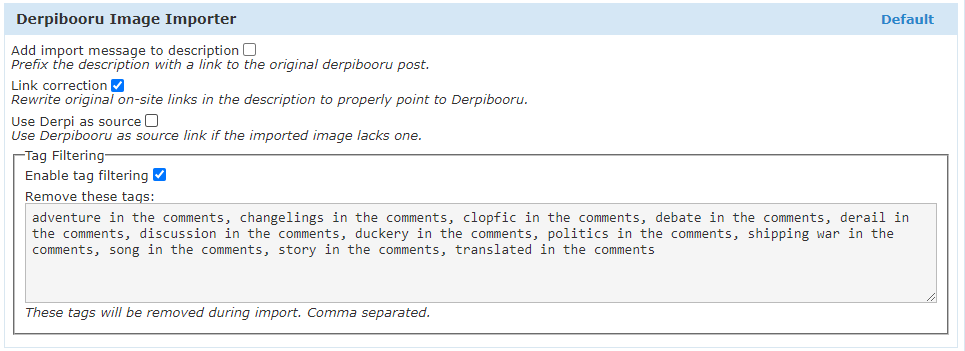 Derpibooru Image Importer
Default
Add import message to description
Prefix the description with a link to the original derpibooru post.
Link correction
Rewrite original on-site links in the description to properly point to Derpibooru.
Use Derpi as source
Use Derpibooru as source link if the imported image lacks one.
Tag Filtering
Enable tag filtering
Remove these tags:
adventure in the comments, changelings in the comments, clopfic in the comments, debate in the comments, derail in
the comments, discussion in the comments, duckery in the comments, politics in the comments, shipping war in the
comments, song in the comments, story in the comments, translated in the comments
These tags will be removed during import. Comma separated.